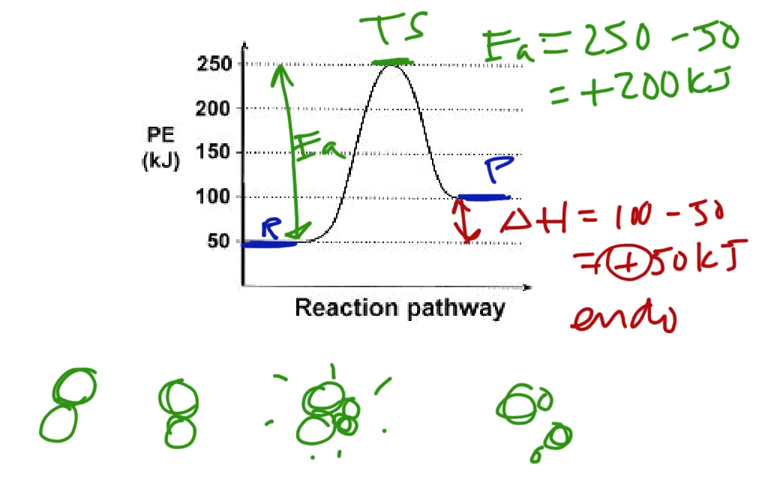 TS
Ea = 250 - 50
= +200 kJ
250
200
PE
(kJ)
150
Ea
100
P
50
R
ΔH = 100 - 50
= +50 kJ
endo
Reaction pathway